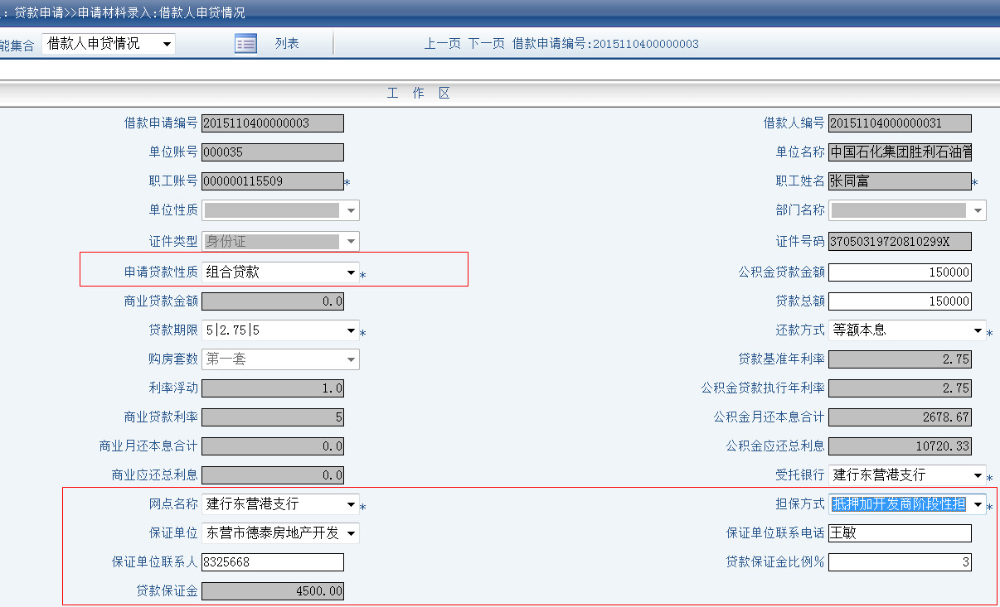 ：贷款申请>>申请材料录入:借款人申贷情况
能集合 借款人申贷情况 列表 上一页 下一页 借款申请编号:2015110400000003
工 作 区
借款申请编号 2015110400000003 借款人编号 20151104000000031
单位账号 000035 单位名称 中国石化集团胜利石油管
职工账号 000000115509 * 职工姓名 张同富 *
单位性质 部门名称
证件类型 身份证 证件号码 37050319720810299X
申请贷款性质 组合贷款 * 公积金贷款金额 150000
商业贷款金额 0.0 贷款总额 150000
贷款期限 5|2.75|5 * 还款方式 等额本息 *
购房套数 第一套 贷款基准年利率 2.75
利率浮动 1.0 公积金贷款执行年利率 2.75
商业贷款利率 5 公积金月还本息合计 2678.67
商业月还本息合计 0.0 公积金应还总利息 10720.33
商业应还总利息 0.0 受托银行 建行东营港支行 *
网点名称 建行东营港支行 * 担保方式 抵押加开发商阶段性担 *
保证单位 东营市德泰房地产开发 保证单位联系电话 王敏
保证单位联系人 8325668 贷款保证金比例% 3
贷款保证金 4500.00